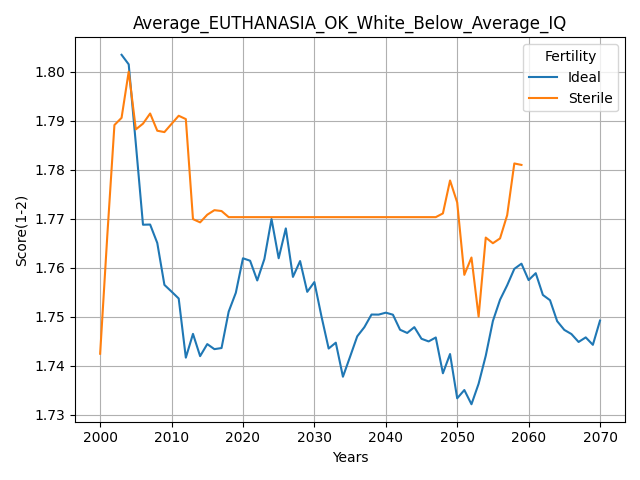 Average_EUTHANASIA_OK_White_Below_Average_IQ
Fertility
Ideal
Sterile
Score(1-2)
1.80
1.79
1.78
1.77
1.76
1.75
1.74
1.73
2000 2010 2020 2030 2040 2050 2060 2070
Years